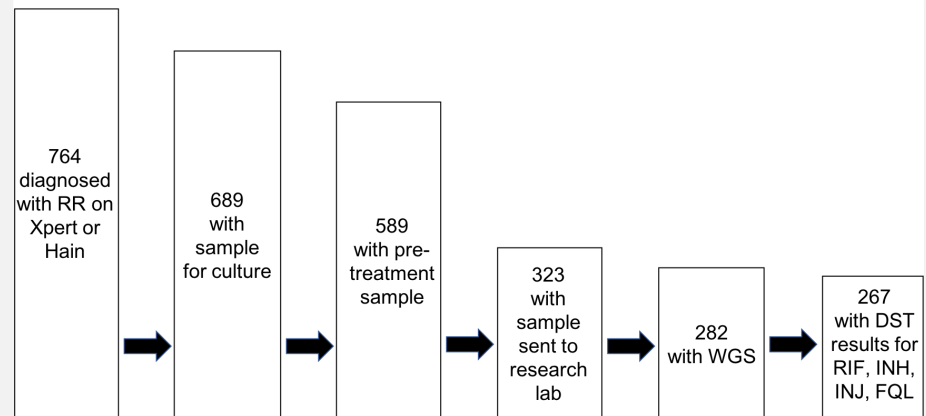 764
diagnosed
with RR on
Xpert or
Hain
689
with
sample
for culture
589
with pre-
treatment
sample
323
with
sample
sent to
research
lab
282
with WGS
267
with DST
results for
RIF, INH,
INJ, FQL